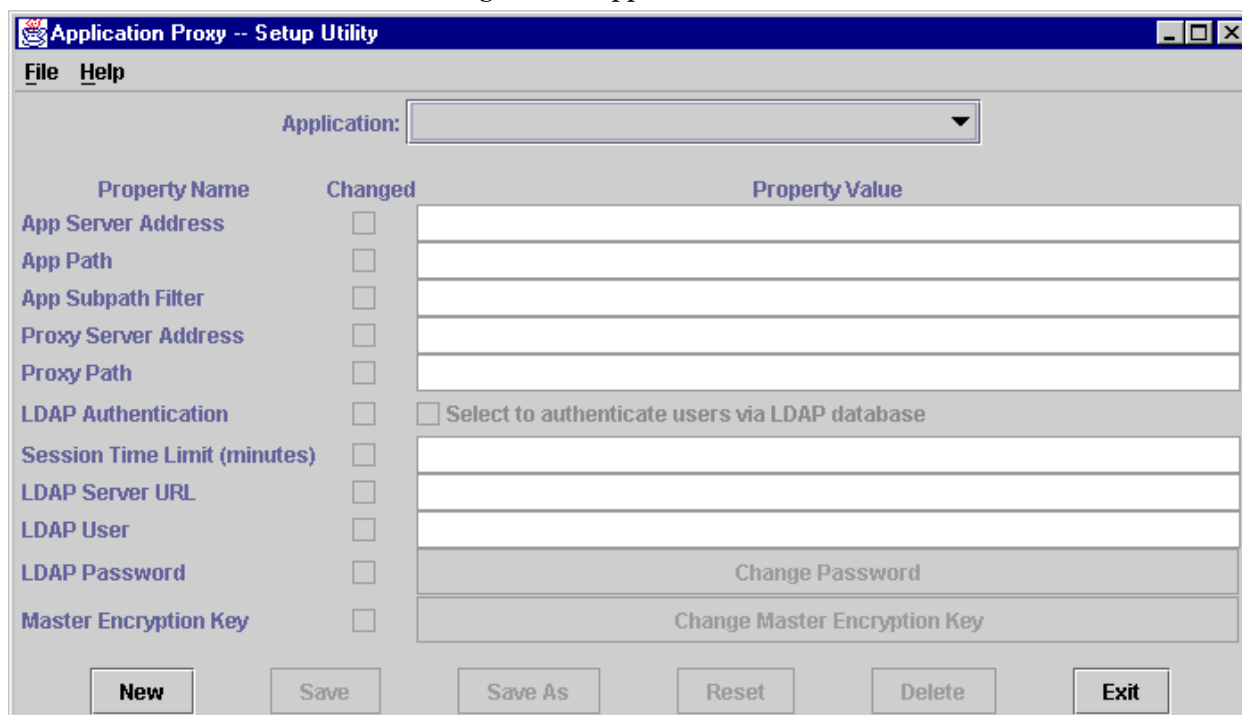 Application Proxy -- Setup Utility
File Help
Application:
Property Name Changed Property Value
App Server Address
App Path
App Subpath Filter
Proxy Server Address
Proxy Path
LDAP Authentication Select to authenticate users via LDAP database
Session Time Limit (minutes)
LDAP Server URL
LDAP User
LDAP Password Change Password
Master Encryption Key Change Master Encryption Key
New Save Save As Reset Delete Exit